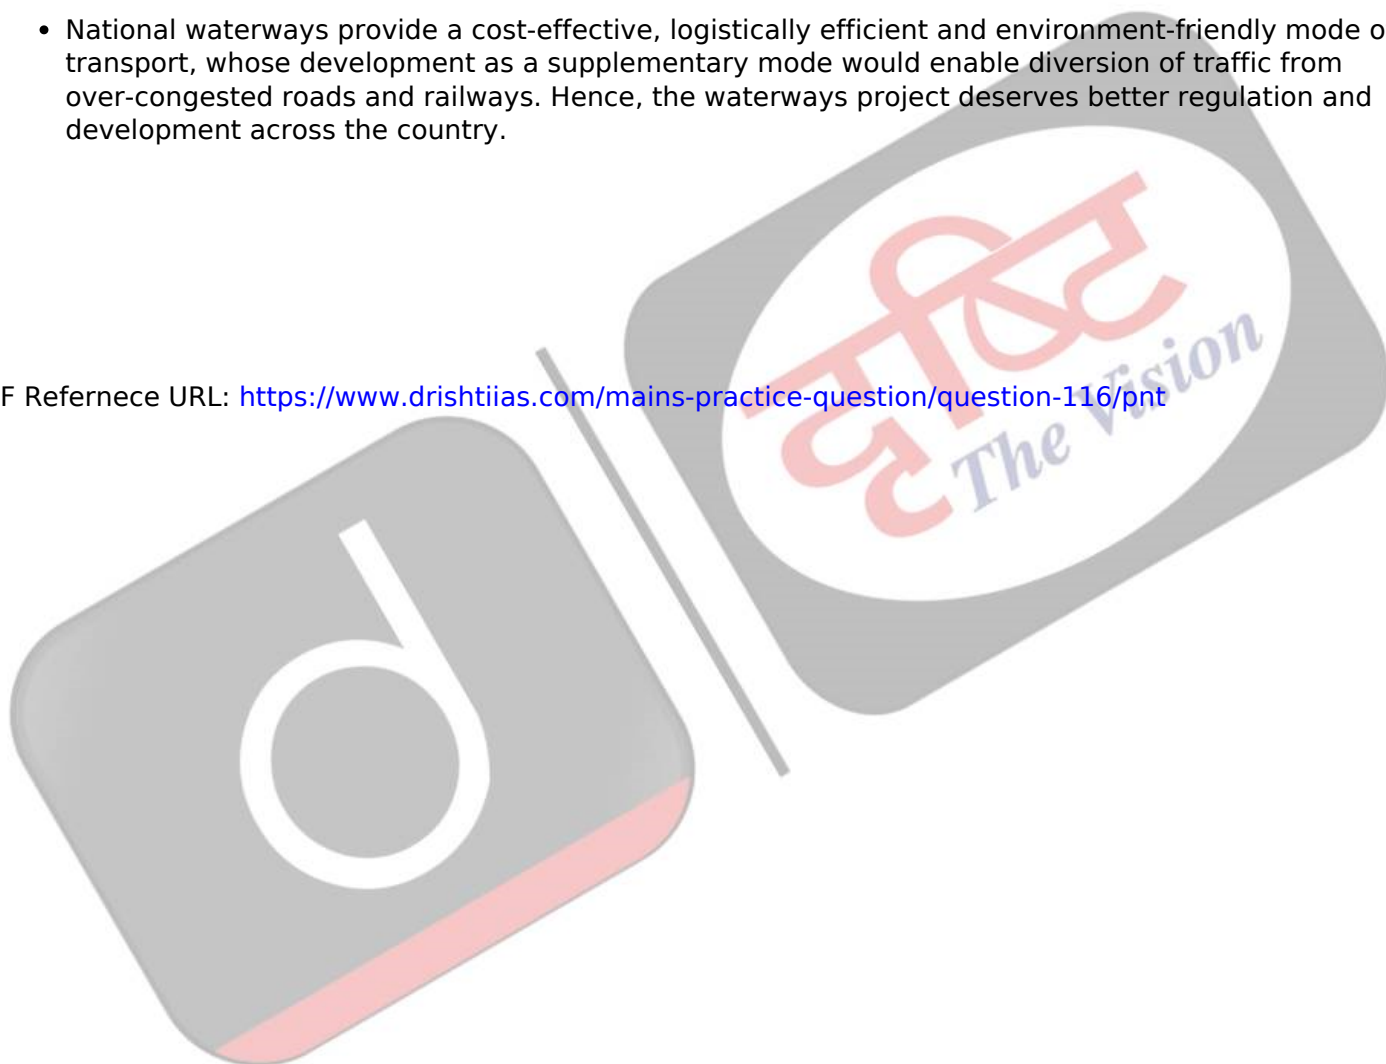 • National waterways provide a cost-effective, logistically efficient and environment-friendly mode o
transport, whose development as a supplementary mode would enable diversion of traffic from
over-congested roads and railways. Hence, the waterways project deserves better regulation and
development across the country.
F Refernece URL: https://www.drishtiias.com/mains-practice-question/question-116/pnt
दृष्टि
The Vision
d